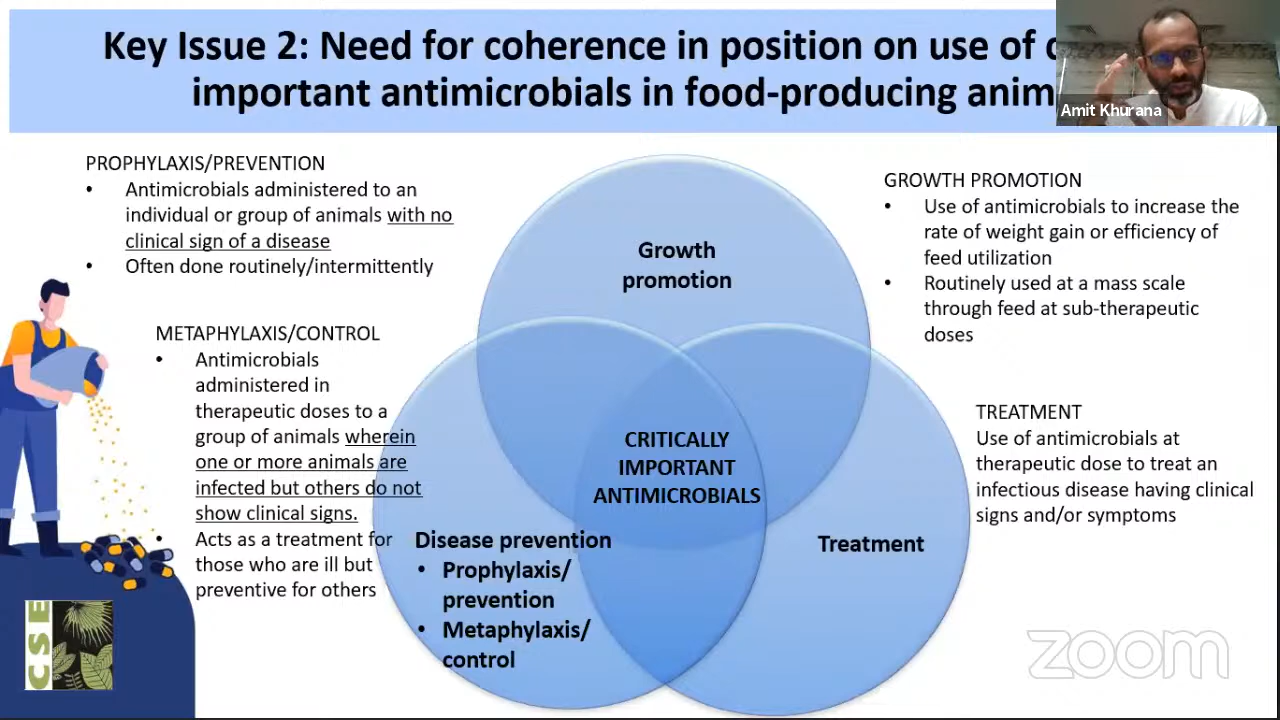 Key Issue 2: Need for coherence in position on use of
important antimicrobials in food-producing
Amit Khurana
PROPHYLAXIS/PREVENTION
• Antimicrobials administered to an
individual or group of animals with no
clinical sign of a disease
• Often done routinely/intermittently
METAPHYLAXIS/CONTROL
• Antimicrobials
administered in
therapeutic doses to a
group of animals wherein
one or more animals are
infected but others do not
show clinical signs.
• Acts as a treatment for
those who are ill but
preventive for others
Growth
promotion
CRITICALLY
IMPORTANT
ANTIMICROBIALS
Disease prevention
• Prophylaxis/
prevention
• Metaphylaxis/
control
Treatment
GROWTH PROMOTION
• Use of antimicrobials to increase the
rate of weight gain or efficiency of
feed utilization
• Routinely used at a mass scale
through feed at sub-therapeutic
doses
TREATMENT
Use of antimicrobials at
therapeutic dose to treat an
infectious disease having clinical
signs and/or symptoms
CSE
zoom